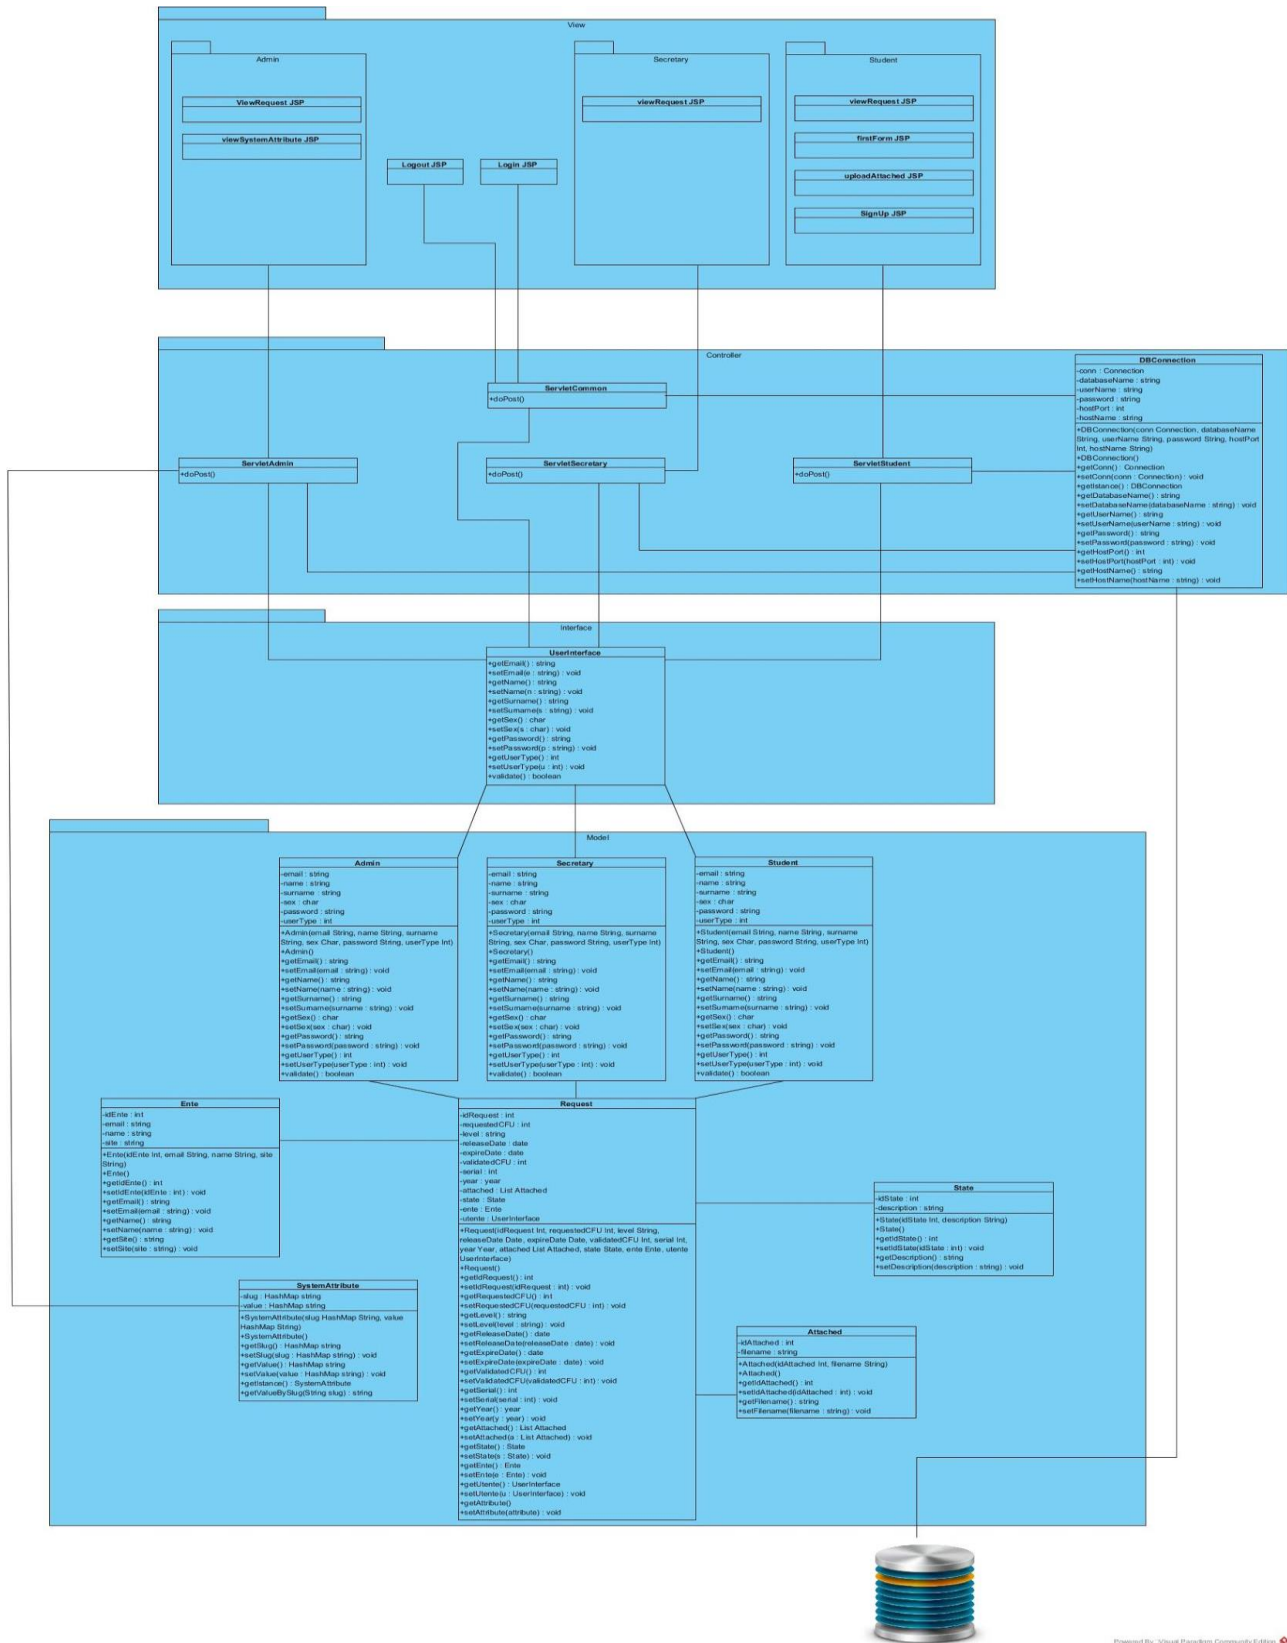 View
Admin
ViewRequest JSP
viewSystemAttribute JSP
Logout JSP
Login JSP
Secretary
viewRequest JSP
Student
viewRequest JSP
firstForm JSP
uploadAttached JSP
SignUp JSP
Controller
ServletCommon
+doPost()
ServletAdmin
+doPost()
ServletSecretary
+doPost()
ServletStudent
+doPost()
DBConnection
-conn : Connection
-databaseName : string
-userName : string
-password : string
-hostPort : int
-hostName : string
+DBConnection(conn Connection, databaseName
String, userName String, password String, hostPort
Int, hostName String)
+DBConnection()
+getConn() : Connection
+setConn(conn : Connection) : void
+getIstance() : DBConnection
+getDatabaseName() : string
+setDatabaseName(databaseName : string) : void
+getUserName() : string
+setUserName(userName : string) : void
+getPassword() : string
+setPassword(password : string) : void
+getHostPort() : int
+setHostPort(hostPort : int) : void
+getHostName() : string
+setHostName(hostName : string) : void
Interface
UserInterface
+getEmail() : string
+setEmail(e : string) : void
+getName() : string
+setName(n : string) : void
+getSurname() : string
+setSurname(s : string) : void
+getSex() : char
+setSex(s : char) : void
+getPassword() : string
+setPassword(p : string) : void
+getUserType() : int
+setUserType(u : int) : void
+validate() : boolean
Model
Admin
-email : string
-name : string
-surname : string
-sex : char
-password : string
-userType : int
+Admin(email String, name String, surname
String, sex Char, password String, userType Int)
+Admin()
+getEmail() : string
+setEmail(email : string) : void
+getName() : string
+setName(name : string) : void
+getSurname() : string
+setSurname(surname : string) : void
+getSex() : char
+setSex(sex : char) : void
+getPassword() : string
+setPassword(password : string) : void
+getUserType() : int
+setUserType(userType : int) : void
+validate() : boolean
Secretary
-email : string
-name : string
-surname : string
-sex : char
-password : string
-userType : int
+Secretary(email String, name String, surname
String, sex Char, password String, userType Int)
+Secretary()
+getEmail() : string
+setEmail(email : string) : void
+getName() : string
+setName(name : string) : void
+getSurname() : string
+setSurname(surname : string) : void
+getSex() : char
+setSex(sex : char) : void
+getPassword() : string
+setPassword(password : string) : void
+getUserType() : int
+setUserType(userType : int) : void
+validate() : boolean
Student
-email : string
-name : string
-surname : string
-sex : char
-password : string
-userType : int
+Student(email String, name String, surname
String, sex Char, password String, userType Int)
+Student()
+getEmail() : string
+setEmail(email : string) : void
+getName() : string
+setName(name : string) : void
+getSurname() : string
+setSurname(surname : string) : void
+getSex() : char
+setSex(sex : char) : void
+getPassword() : string
+setPassword(password : string) : void
+getUserType() : int
+setUserType(userType : int) : void
+validate() : boolean
Ente
-idEnte : int
-email : string
-name : string
-site : string
+Ente(idEnte Int, email String, name String, site
String)
+Ente()
+getIdEnte() : int
+setIdEnte(idEnte : int) : void
+getEmail() : string
+setEmail(email : string) : void
+getName() : string
+setName(name : string) : void
+getSite() : string
+setSite(site : string) : void
Request
-idRequest : int
-requestedCFU : int
-level : string
-releaseDate : date
-expireDate : date
-validatedCFU : int
-serial : int
-year : year
-attached : List Attached
-state : State
-ente : Ente
-utente : UserInterface
+Request(idRequest Int, requestedCFU Int, level String,
releaseDate Date, expireDate Date, validatedCFU Int, serial Int,
year Year, attached List Attached, state State, ente Ente, utente
UserInterface)
+Request()
+getIdRequest() : int
+setIdRequest(idRequest : int) : void
+getRequestedCFU() : int
+setRequestedCFU(requestedCFU : int) : void
+getLevel() : string
+setLevel(level : string) : void
+getReleaseDate() : date
+setReleaseDate(releaseDate : date) : void
+getExpireDate() : date
+setExpireDate(expireDate : date) : void
+getValidatedCFU() : int
+setValidatedCFU(validatedCFU : int) : void
+getSerial() : int
+setSerial(serial : int) : void
+getYear() : year
+setYear(y : year) : void
+getAttached() : List Attached
+setAttached(a : List Attached) : void
+getState() : State
+setState(s : State) : void
+getEnte() : Ente
+setEnte(e : Ente) : void
+getUtente() : UserInterface
+setUtente(u : UserInterface) : void
+getAttribute()
+setAttribute(attribute) : void
State
-idState : int
-description : string
+State(idState Int, description String)
+State()
+getIdState() : int
+setIdState(idState : int) : void
+getDescription() : string
+setDescription(description : string) : void
SystemAttribute
-slug : HashMap string
-value : HashMap string
+SystemAttribute(slug HashMap String, value
HashMap String)
+SystemAttribute()
+getSlug() : HashMap string
+setSlug(slug : HashMap string) : void
+getValue() : HashMap string
+setValue(value : HashMap string) : void
+getIstance() : SystemAttribute
+getValueBySlug(String slug) : string
Attached
-idAttached : int
-filename : string
+Attached(idAttached Int, filename String)
+Attached()
+getIdAttached() : int
+setIdAttached(idAttached : int) : void
+getFilename() : string
+setFilename(filename : string) : void
Powered By: Visual Paradigm Community Edition